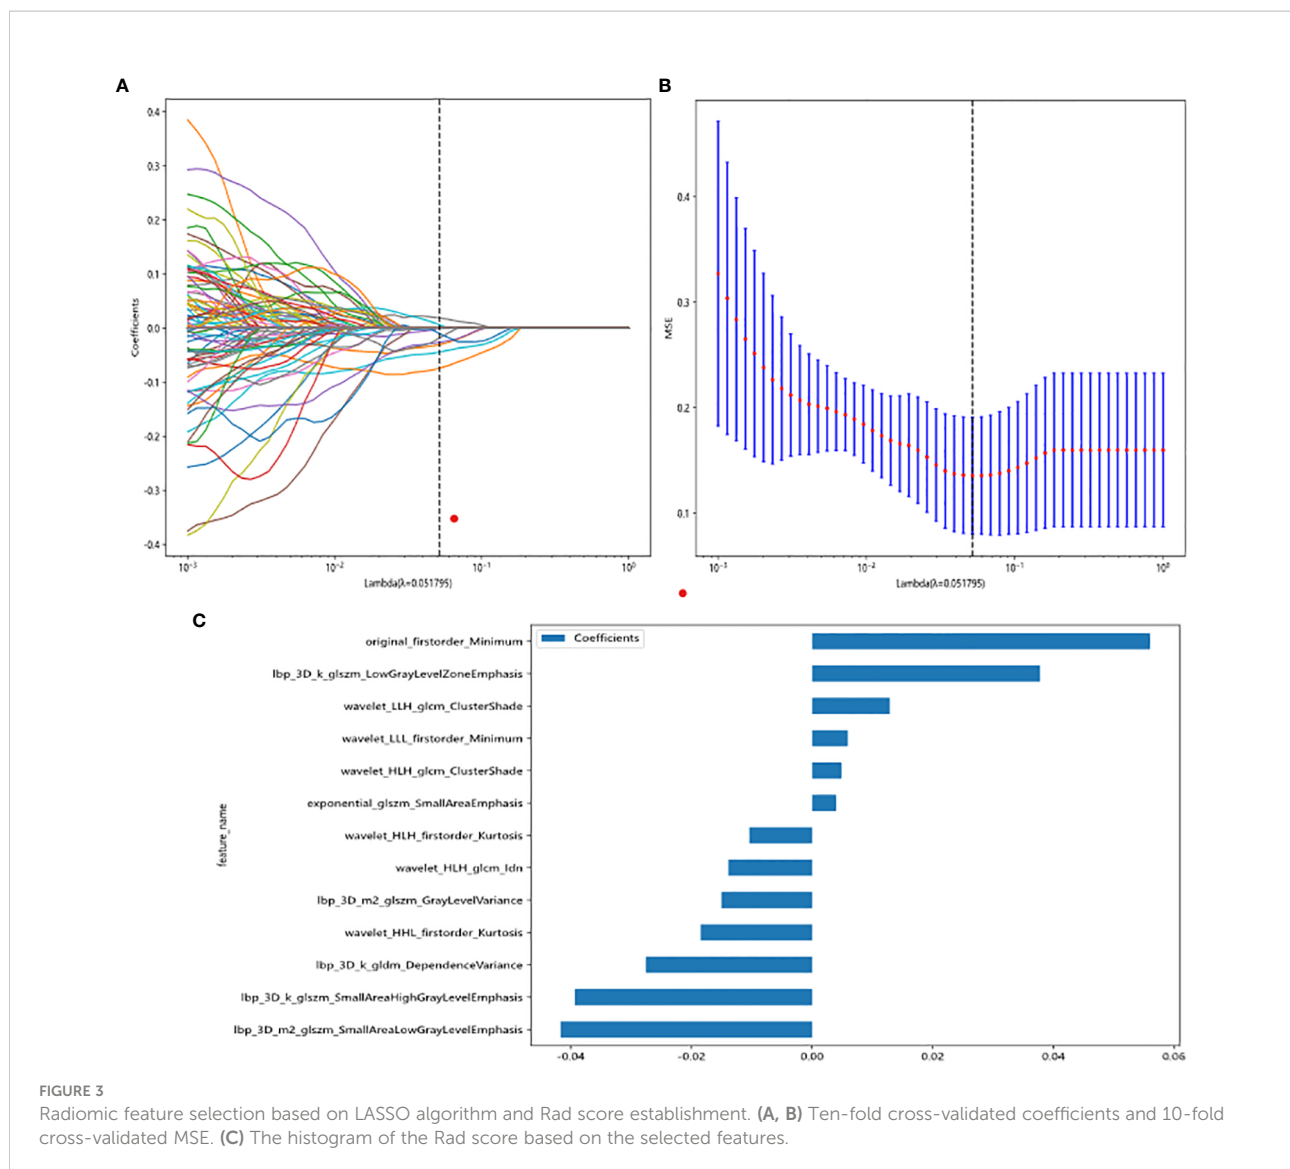 A
B
0.4
0.3
0.2
0.1
0.0
-0.1
-0.2
-0.3
-0.4
Coefficients
10⁻³
10⁻²
10⁻¹
10⁰
Lambda(λ=0.051795)
0.4
0.3
0.2
0.1
MSE
10⁻³
10⁻²
10⁻¹
10⁰
Lambda(λ=0.051795)
C
Coefficients
feature_name
original_firstorder_Minimum
lbp_3D_k_glszm_LowGrayLevelZoneEmphasis
wavelet_LLH_glcm_ClusterShade
wavelet_LLL_firstorder_Minimum
wavelet_HLH_glcm_ClusterShade
exponential_glszm_SmallAreaEmphasis
wavelet_HLH_firstorder_Kurtosis
wavelet_HLH_glcm_Idn
lbp_3D_m2_glszm_GrayLevelVariance
wavelet_HHL_firstorder_Kurtosis
lbp_3D_k_gldm_DependenceVariance
lbp_3D_k_glszm_SmallAreaHighGrayLevelEmphasis
lbp_3D_m2_glszm_SmallAreaLowGrayLevelEmphasis
-0.04
-0.02
0.00
0.02
0.04
0.06
FIGURE 3
Radiomic feature selection based on LASSO algorithm and Rad score establishment. (A, B) Ten-fold cross-validated coefficients and 10-fold
cross-validated MSE. (C) The histogram of the Rad score based on the selected features.